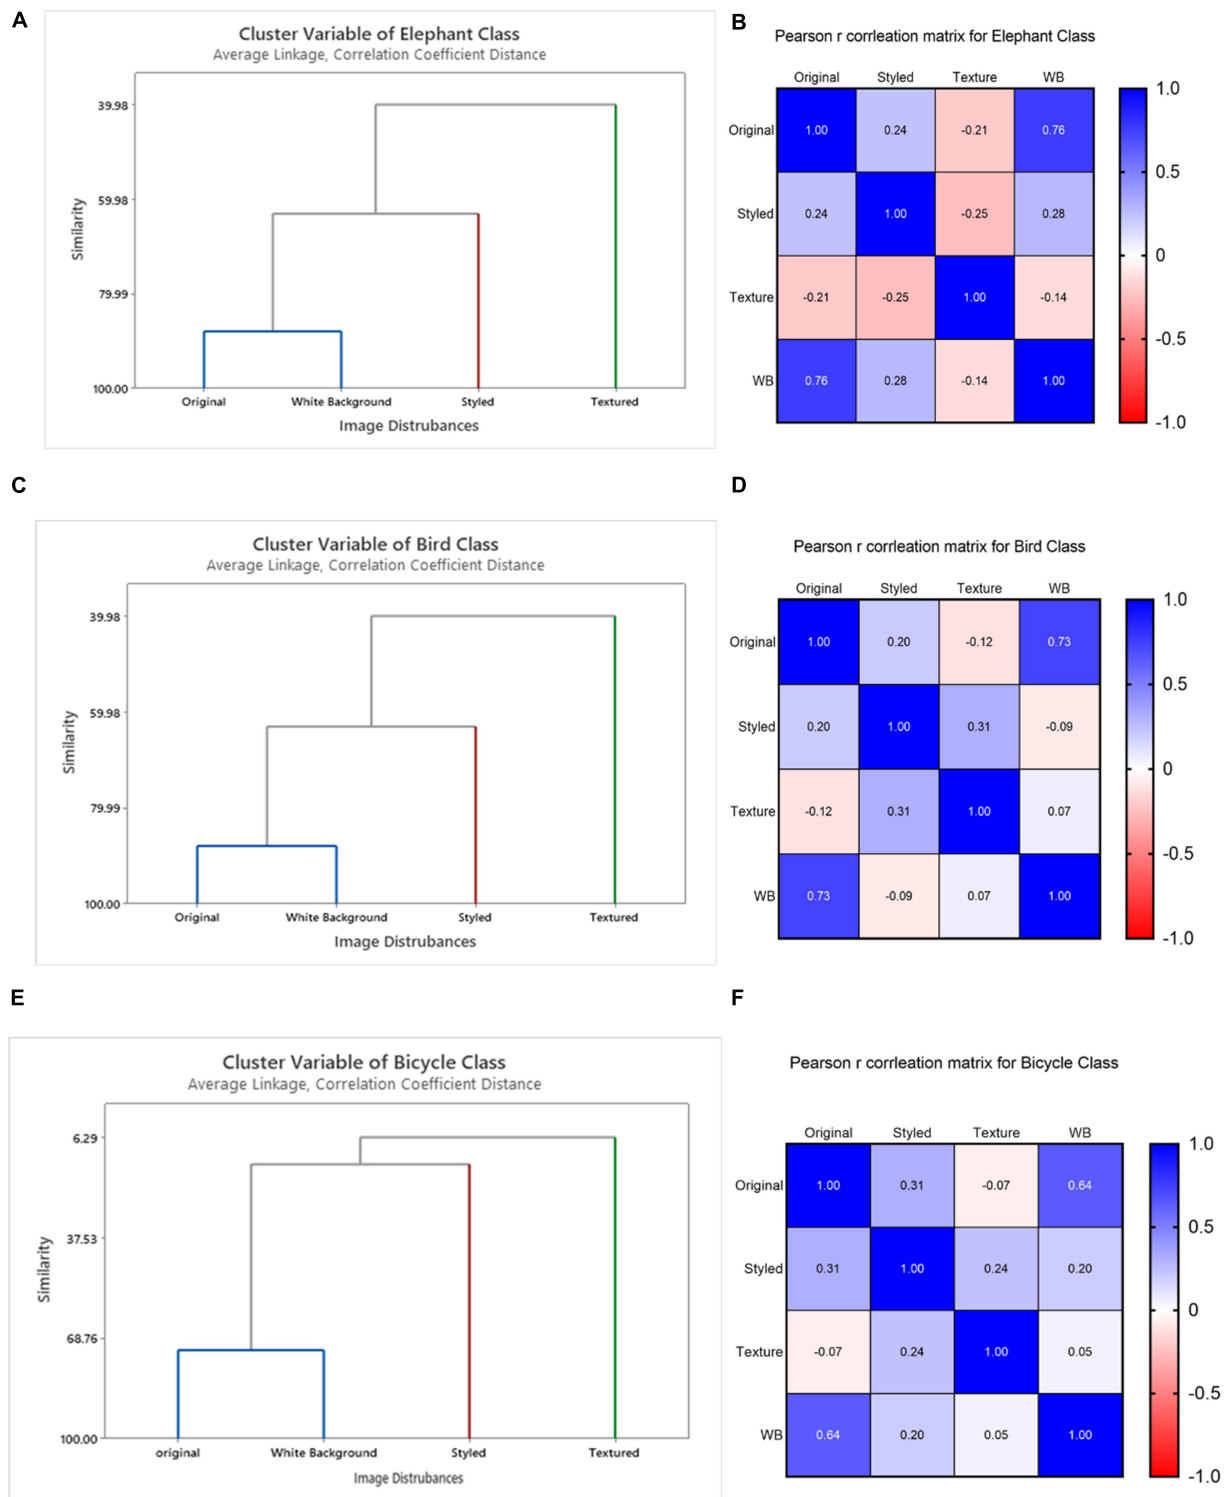 A
Cluster Variable of Elephant Class
Average Linkage, Correlation Coefficient Distance
39.98
59.98
79.99
100.00
Similarity
Original White Background Styled Textured
Image Distrubances
B
Pearson r corrleation matrix for Elephant Class
Original Styled Texture WB
Original 1.00 0.24 -0.21 0.76
Styled 0.24 1.00 -0.25 0.28
Texture -0.21 -0.25 1.00 -0.14
WB 0.76 0.28 -0.14 1.00
1.0
0.5
0
-0.5
-1.0
C
Cluster Variable of Bird Class
Average Linkage, Correlation Coefficient Distance
39.98
59.98
79.99
100.00
Similarity
Original White Background Styled Textured
Image Distrubances
D
Pearson r corrleation matrix for Bird Class
Original Styled Texture WB
Original 1.00 0.20 -0.12 0.73
Styled 0.20 1.00 0.31 -0.09
Texture -0.12 0.31 1.00 0.07
WB 0.73 -0.09 0.07 1.00
1.0
0.5
0
-0.5
-1.0
E
Cluster Variable of Bicycle Class
Average Linkage, Correlation Coefficient Distance
6.29
37.53
68.76
100.00
Similarity
original White Background Styled Textured
Image Distrubances
F
Pearson r corrleation matrix for Bicycle Class
Original Styled Texture WB
Original 1.00 0.31 -0.07 0.64
Styled 0.31 1.00 0.24 0.20
Texture -0.07 0.24 1.00 0.05
WB 0.64 0.20 0.05 1.00
1.0
0.5
0
-0.5
-1.0